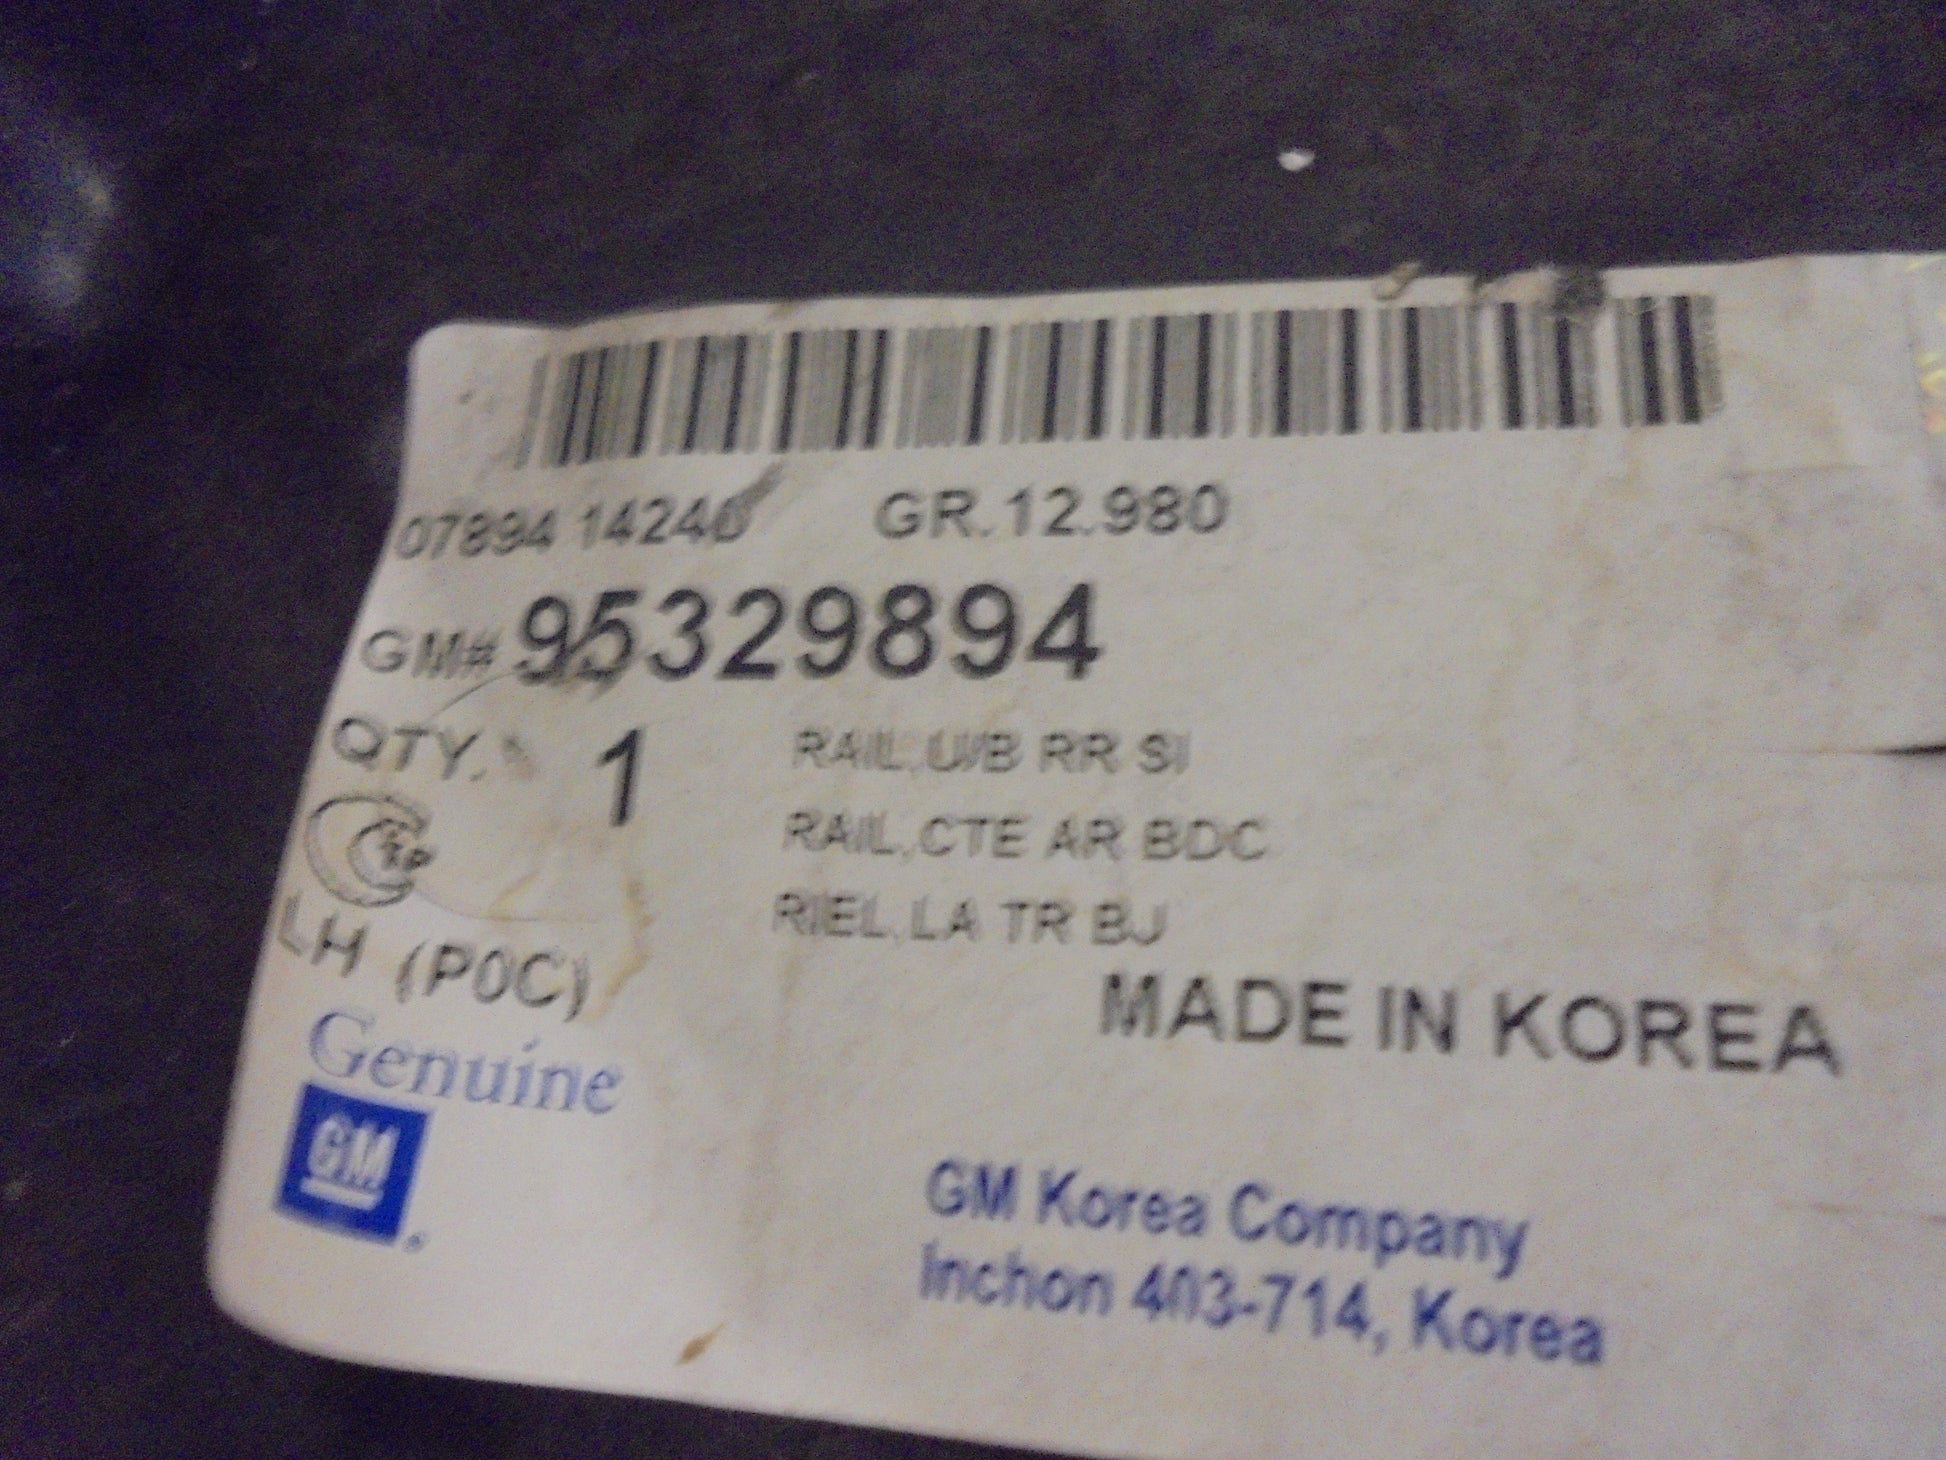 07894 14240 GR.12.980
GM# 95329894
QTY. 1 RAIL,U/B RR SI
RAIL,CTE AR BDC
RIEL,LA TR BJ
LH (POC)
MADE IN KOREA
Genuine
GM
GM Korea Company
Inchon 403-714, Korea